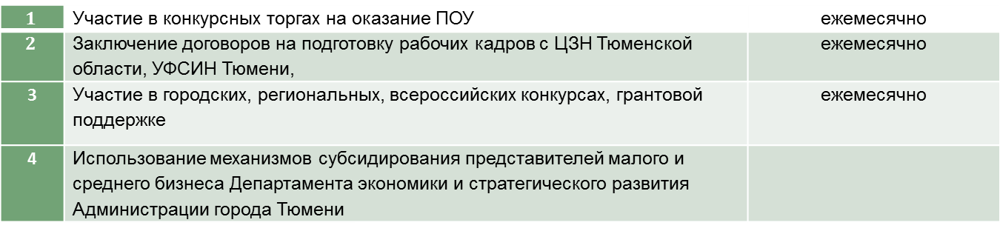 1 Участие в конкурсных торгах на оказание ПОУ ежемесячно
2 Заключение договоров на подготовку рабочих кадров с ЦЗН Тюменской ежемесячно
области, УФСИН Тюмени,
3 Участие в городских, региональных, всероссийских конкурсах, грантовой ежемесячно
поддержке
4 Использование механизмов субсидирования представителей малого и
среднего бизнеса Департамента экономики и стратегического развития
Администрации города Тюмени